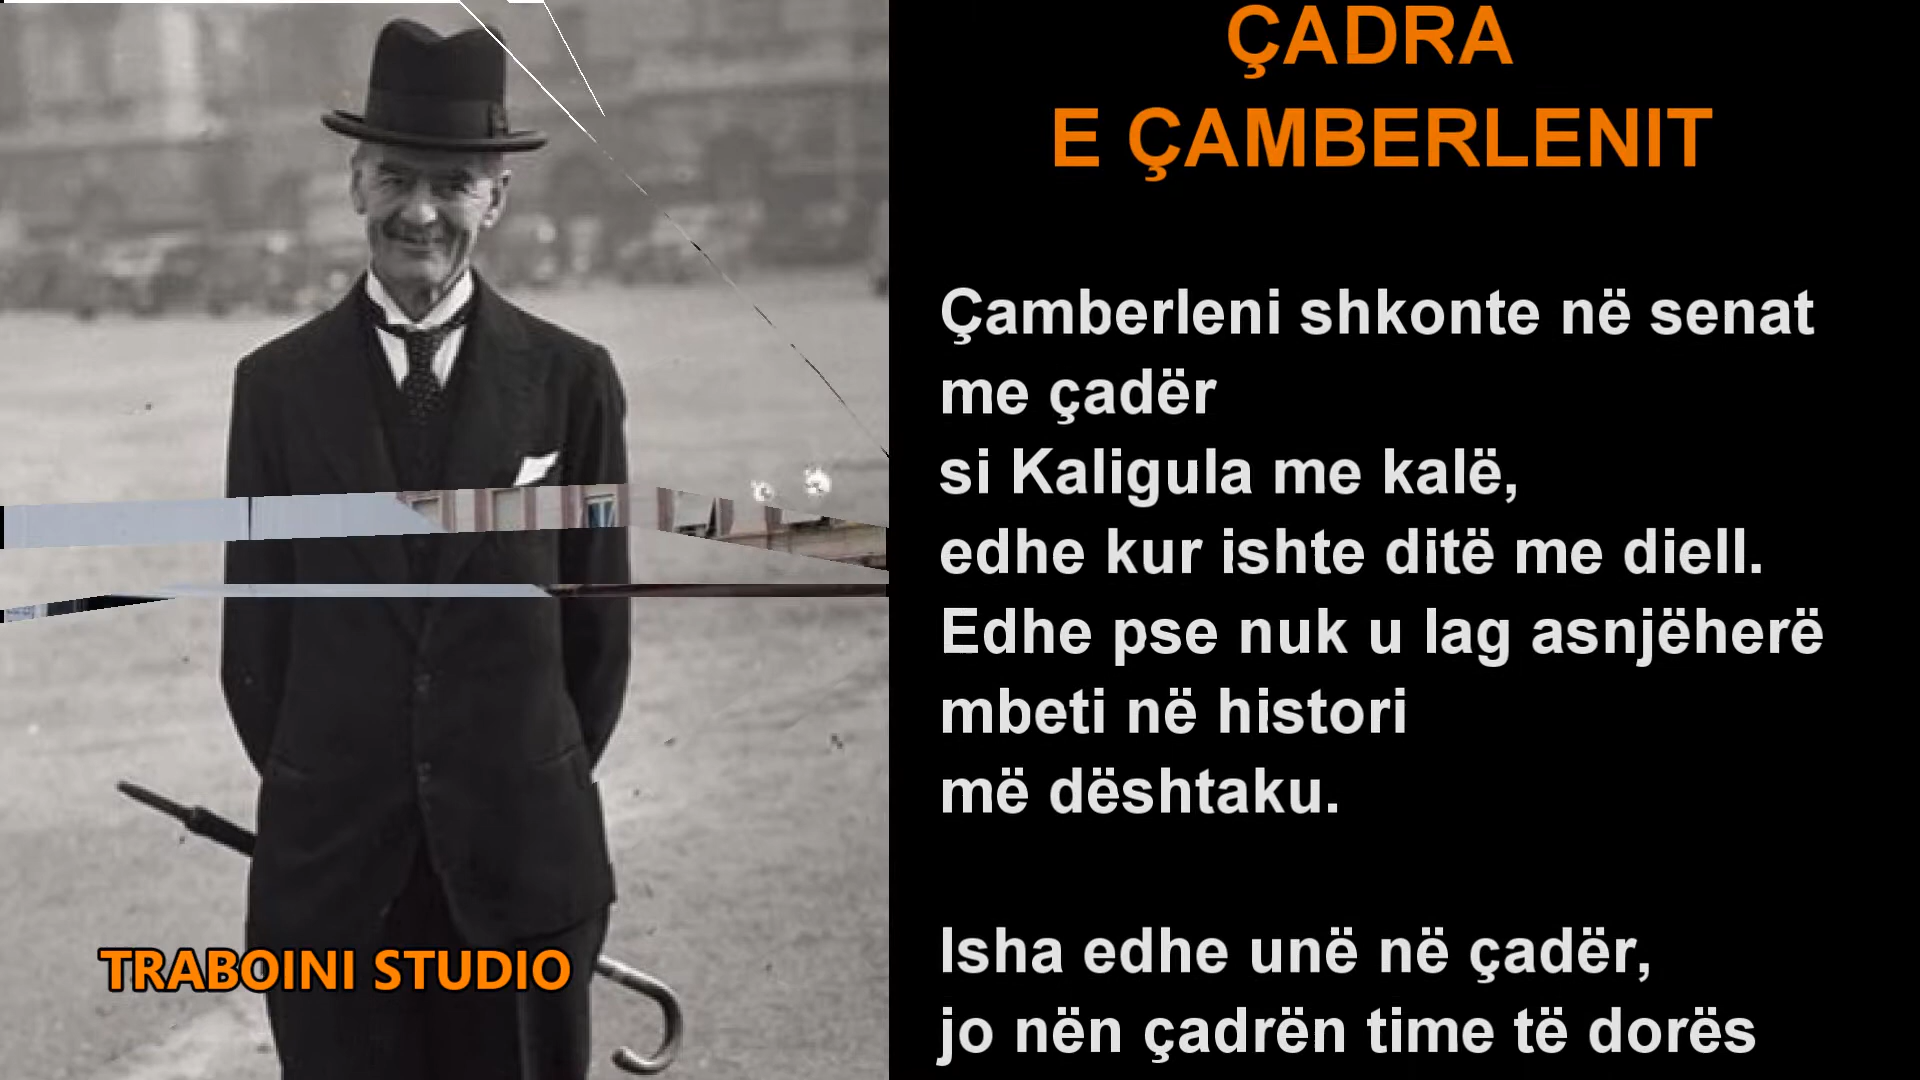 ÇADRA
E ÇAMBERLENIT
Çamberleni shkonte në senat
me çadër
si Kaligula me kalë,
edhe kur ishte ditë me diell.
Edhe pse nuk u lag asnjëherë
mbeti në histori
më dështaku.
Isha edhe unë në çadër,
jo nën çadrën time të dorës
TRABOINI STUDIO